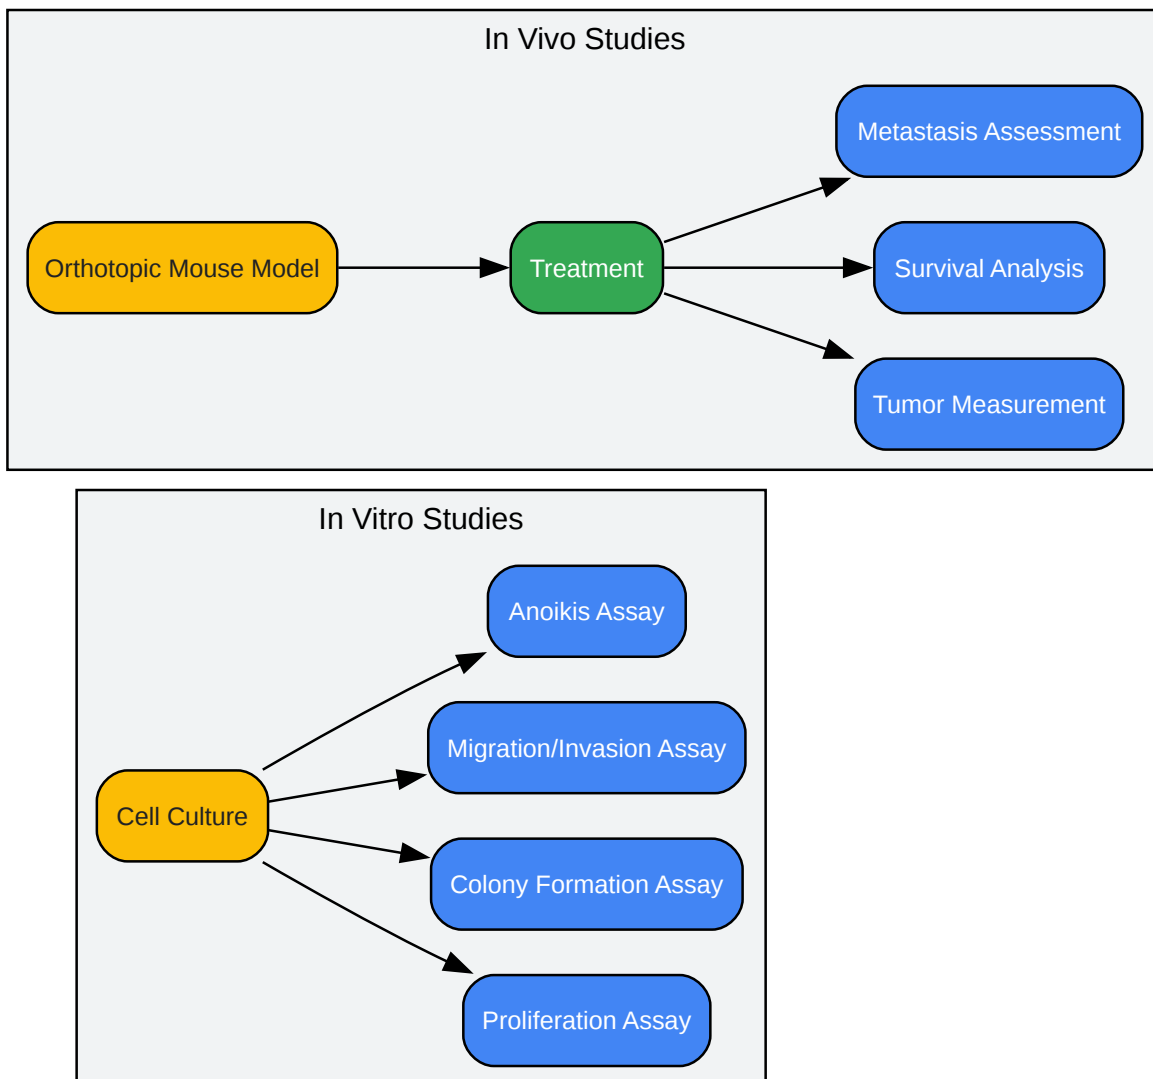 In Vivo Studies
Metastasis Assessment
Orthotopic Mouse Model
Treatment
Survival Analysis
Tumor Measurement
In Vitro Studies
Anoikis Assay
Migration/Invasion Assay
Cell Culture
Colony Formation Assay
Proliferation Assay